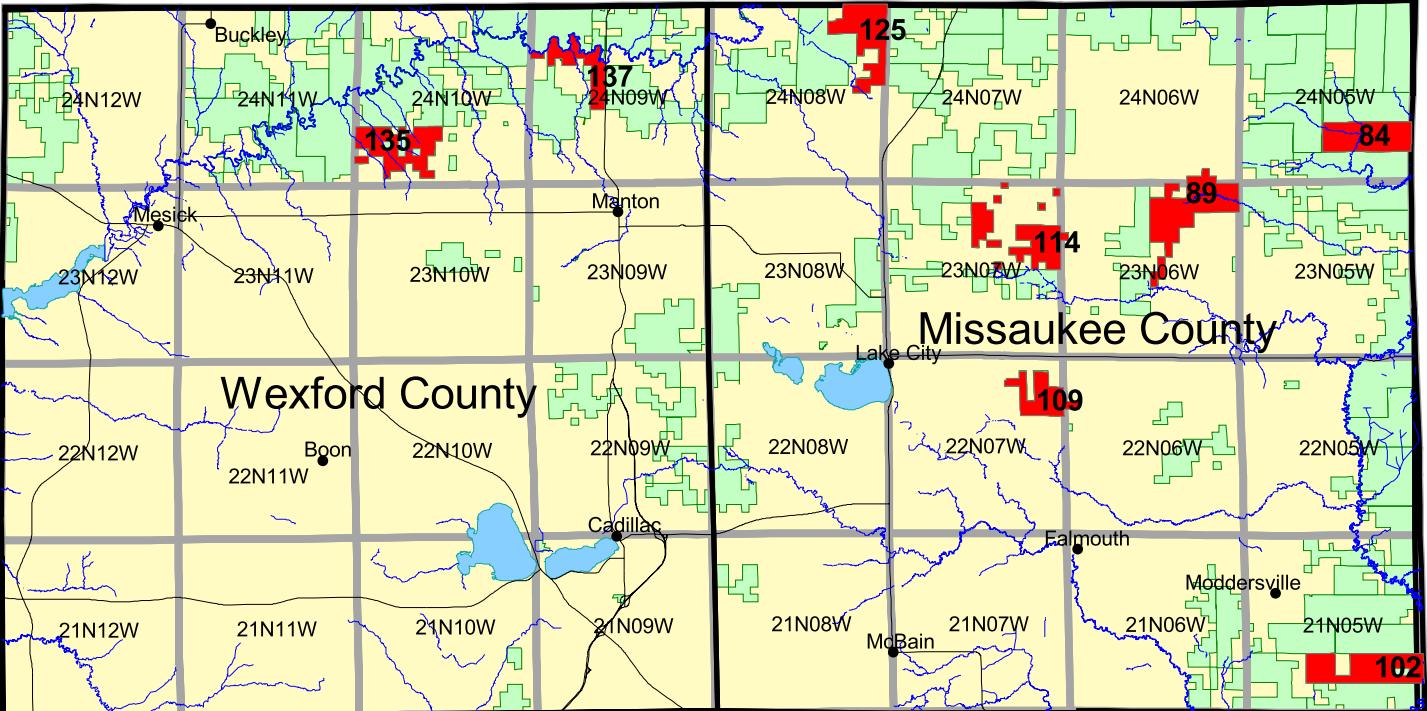 Buckley
125
137
24N12W
24N11W
24N10W
24N09W
24N08W
24N07W
24N06W
24N05W
135
84
89
Manton
Mesick
114
23N12W
23N11W
23N10W
23N09W
23N08W
23N07W
23N06W
23N05W
Missaukee County
Lake City
Wexford County
109
22N12W
Boon
22N11W
22N10W
22N09W
22N08W
22N07W
22N06W
22N05W
Cadillac
Falmouth
Moddersville
21N12W
21N11W
21N10W
21N09W
21N08W
21N07W
21N06W
21N05W
McBain
102